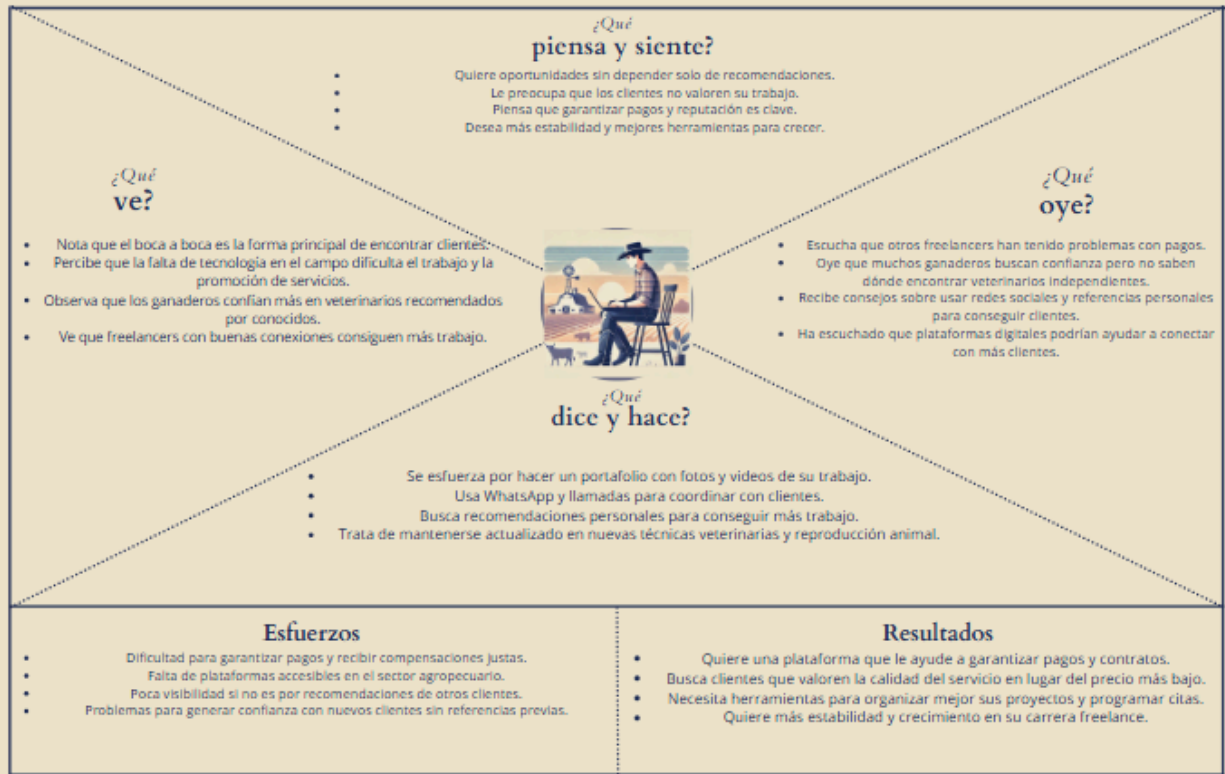 ¿Qué
piensa y siente?
• Quiere oportunidades sin depender solo de recomendaciones.
• Le preocupa que los clientes no valoren su trabajo.
• Piensa que garantizar pagos y reputación es clave.
• Desea más estabilidad y mejores herramientas para crecer.
¿Qué
ve?
• Nota que el boca a boca es la forma principal de encontrar clientes.
• Percibe que la falta de tecnología en el campo dificulta el trabajo y la
promoción de servicios.
• Observa que los ganaderos confían más en veterinarios recomendados
por conocidos.
• Ve que freelancers con buenas conexiones consiguen más trabajo.
¿Qué
oye?
• Escucha que otros freelancers han tenido problemas con pagos.
• Oye que muchos ganaderos buscan confianza pero no saben
dónde encontrar veterinarios independientes.
• Recibe consejos sobre usar redes sociales y referencias personales
para conseguir clientes.
• Ha escuchado que plataformas digitales podrían ayudar a conectar
con más clientes.
¿Qué
dice y hace?
• Se esfuerza por hacer un portafolio con fotos y videos de su trabajo.
• Usa WhatsApp y llamadas para coordinar con clientes.
• Busca recomendaciones personales para conseguir más trabajo.
• Trata de mantenerse actualizado en nuevas técnicas veterinarias y reproducción animal.
Esfuerzos
• Dificultad para garantizar pagos y recibir compensaciones justas.
• Falta de plataformas accesibles en el sector agropecuario.
• Poca visibilidad si no es por recomendaciones de otros clientes.
• Problemas para generar confianza con nuevos clientes sin referencias previas.
Resultados
• Quiere una plataforma que le ayude a garantizar pagos y contratos.
• Busca clientes que valoren la calidad del servicio en lugar del precio más bajo.
• Necesita herramientas para organizar mejor sus proyectos y programar citas.
• Quiere más estabilidad y crecimiento en su carrera freelance.